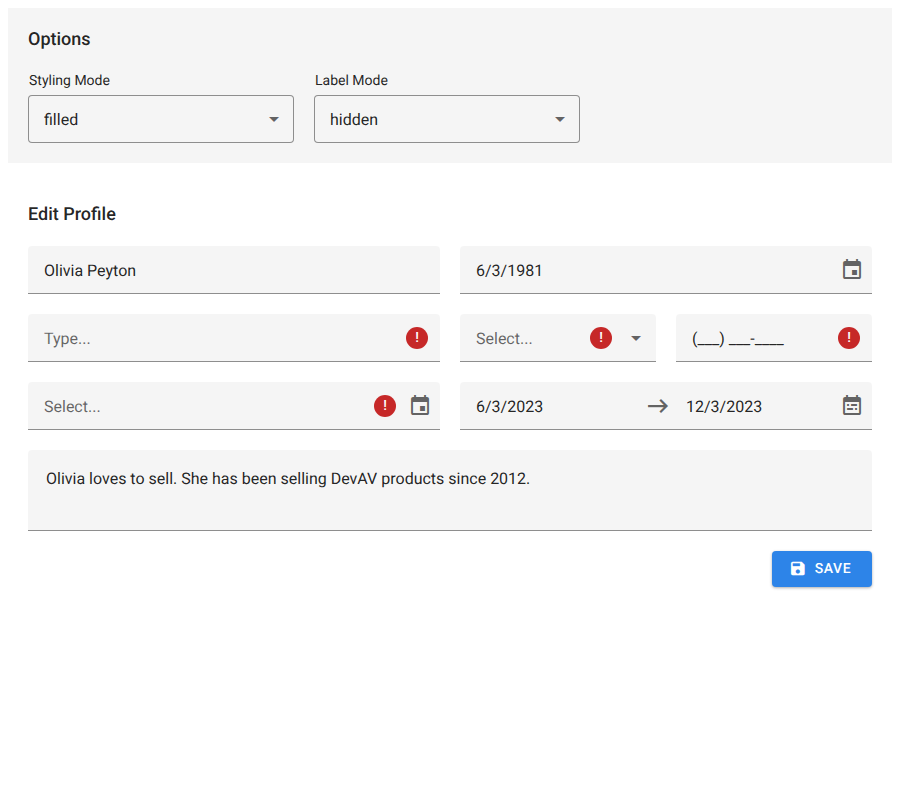 Options
Styling Mode Label Mode
filled hidden
Edit Profile
Olivia Peyton 6/3/1981
Type... ! Select... ! (___) ___-____ !
Select... ! 6/3/2023 → 12/3/2023
Olivia loves to sell. She has been selling DevAV products since 2012.
SAVE